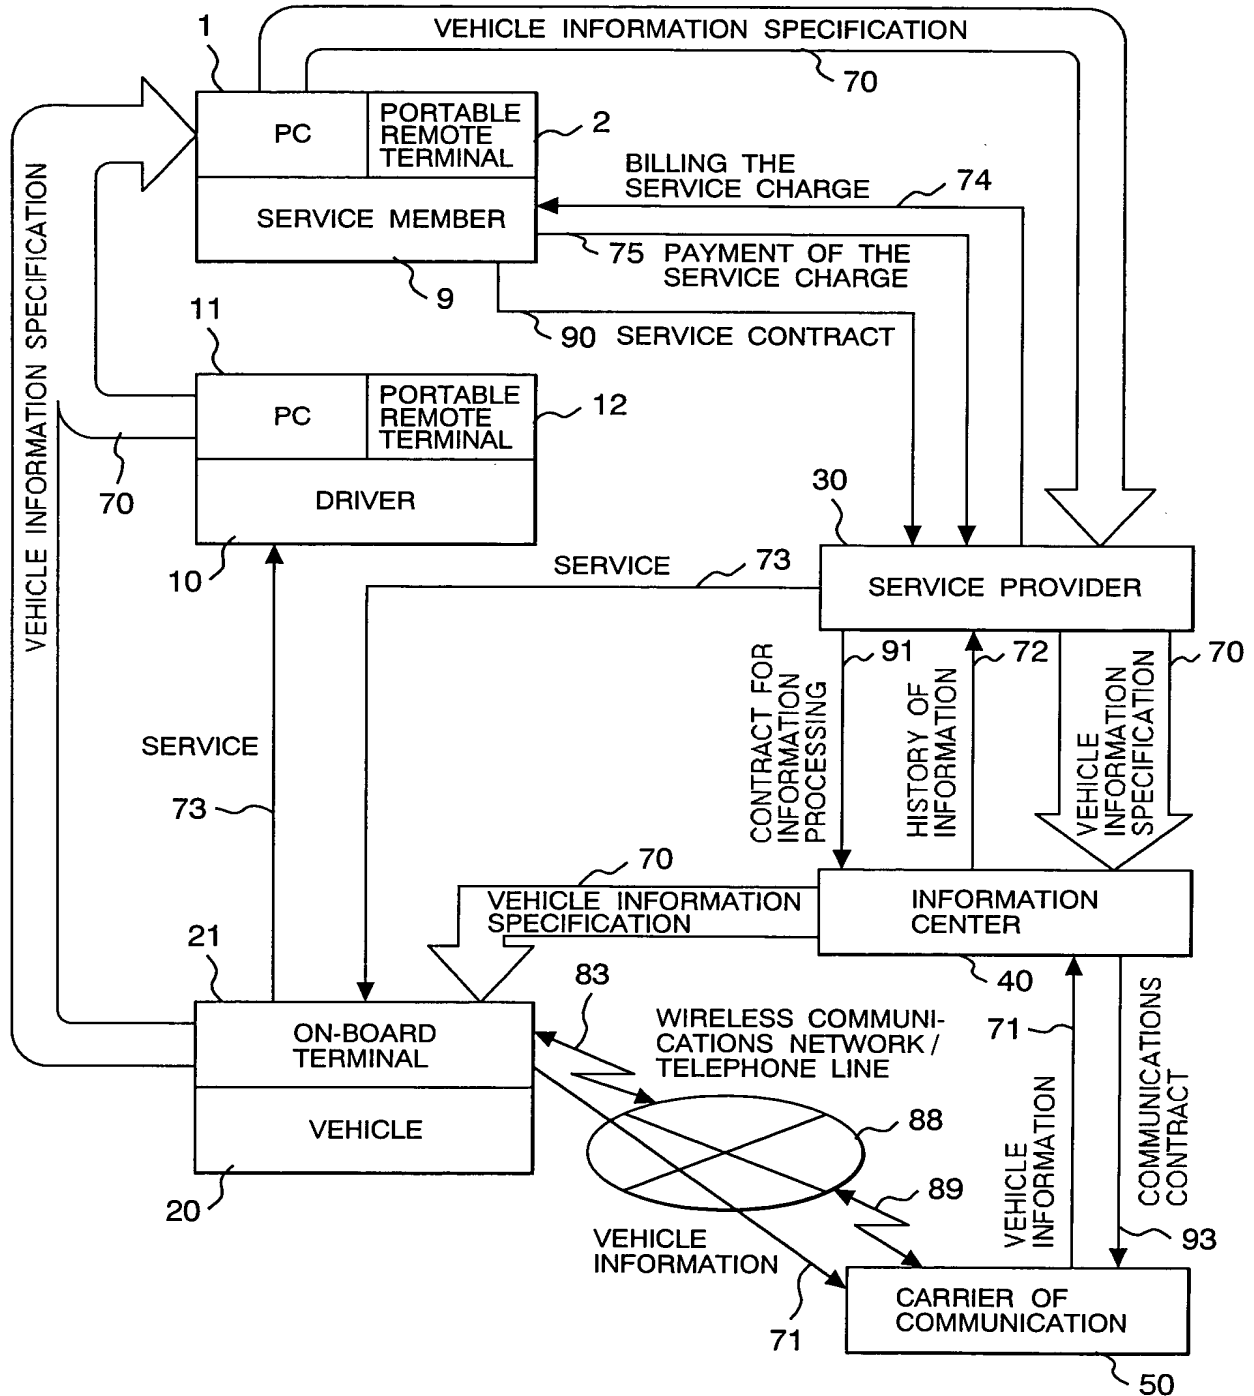 VEHICLE INFORMATION SPECIFICATION
70
1
PC
PORTABLE
REMOTE
TERMINAL
2
SERVICE MEMBER
9
BILLING THE
SERVICE CHARGE
74
75
PAYMENT OF THE
SERVICE CHARGE
90
SERVICE CONTRACT
VEHICLE INFORMATION SPECIFICATION
11
PC
PORTABLE
REMOTE
TERMINAL
12
70
DRIVER
10
30
SERVICE PROVIDER
SERVICE
73
91
72
70
CONTRACT FOR
INFORMATION
PROCESSING
HISTORY OF
INFORMATION
VEHICLE
INFORMATION
SPECIFICATION
SERVICE
73
70
VEHICLE INFORMATION
SPECIFICATION
INFORMATION
CENTER
40
21
ON-BOARD
TERMINAL
VEHICLE
20
83
WIRELESS COMMUNI-
CATIONS NETWORK/
TELEPHONE LINE
88
89
71
VEHICLE
INFORMATION
COMMUNICATIONS
CONTRACT
93
VEHICLE
INFORMATION
71
CARRIER OF
COMMUNICATION
50